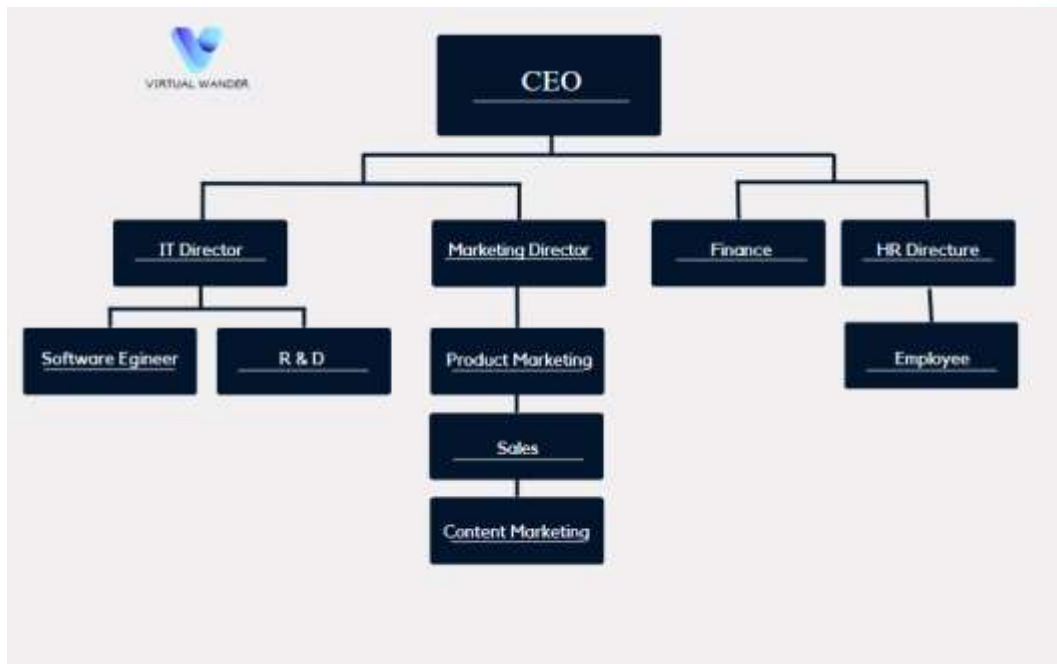 VIRTUAL WANDER
CEO
IT Director
Marketing Director
Finance
HR Directure
Software Egineer
R & D
Product Marketing
Employee
Sales
Content Marketing